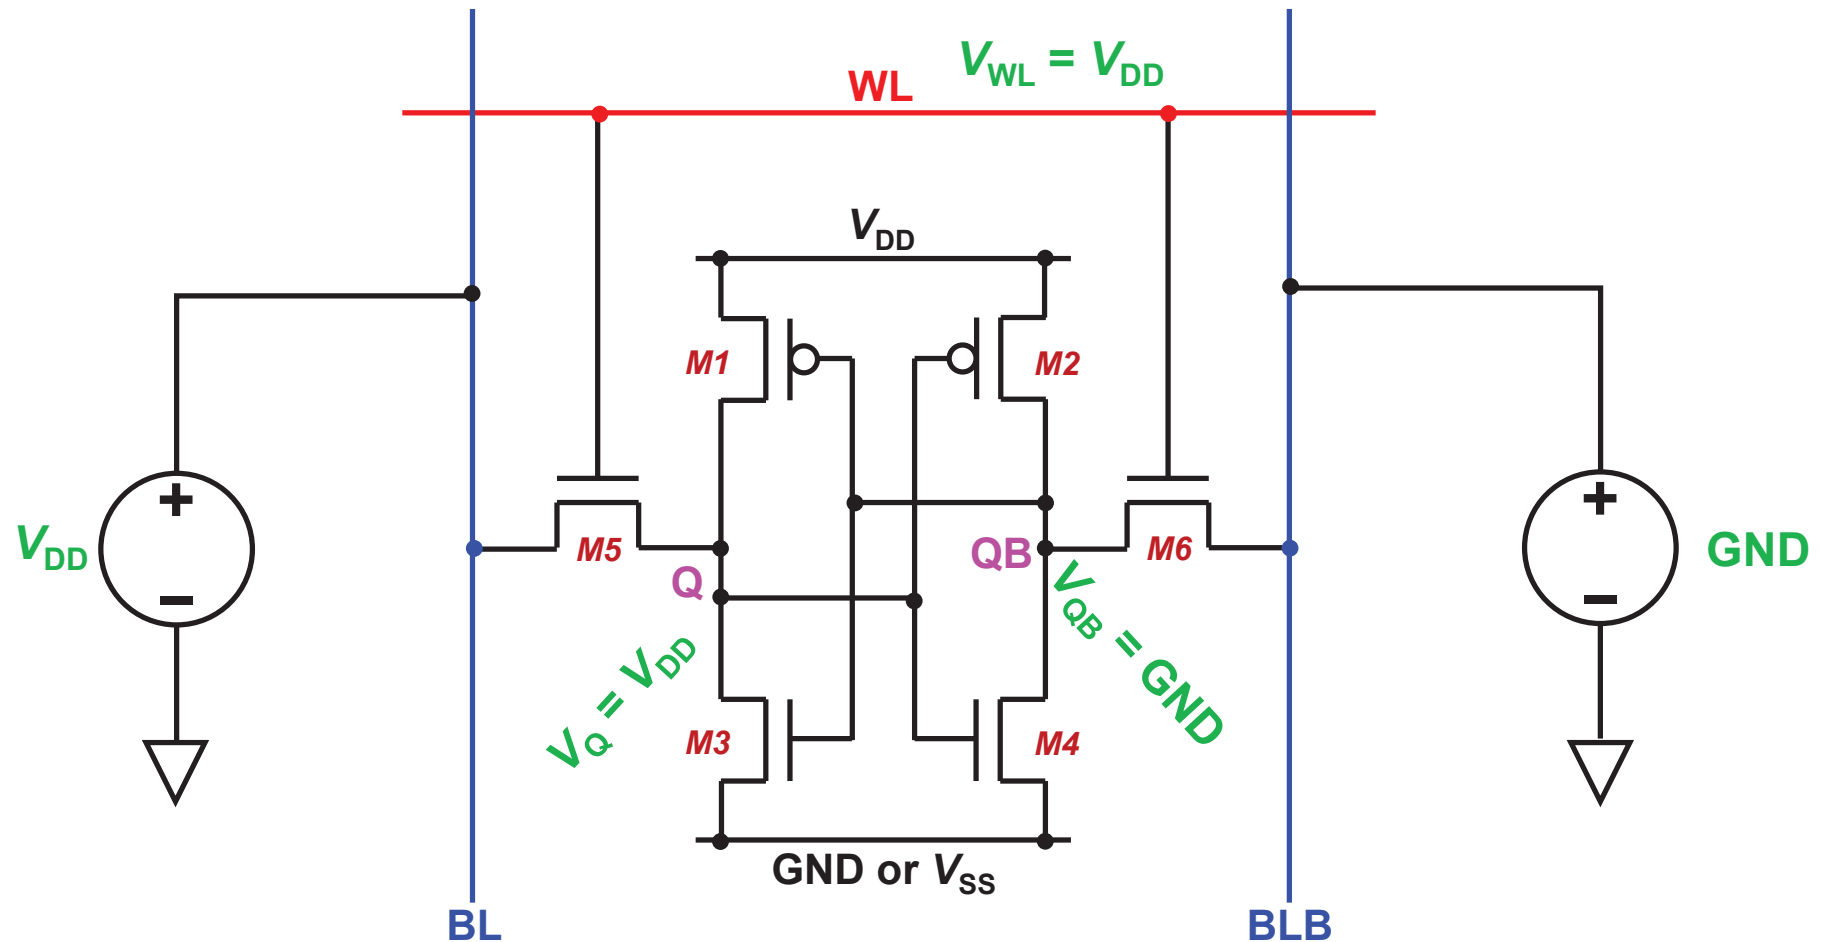 V_WL = V_DD
WL
V_DD
M1
M2
+
+
V_DD
M5
QB
M6
GND
Q
−
−
V_Q = V_DD
V_QB = GND
M3
M4
GND or V_SS
BL
BLB